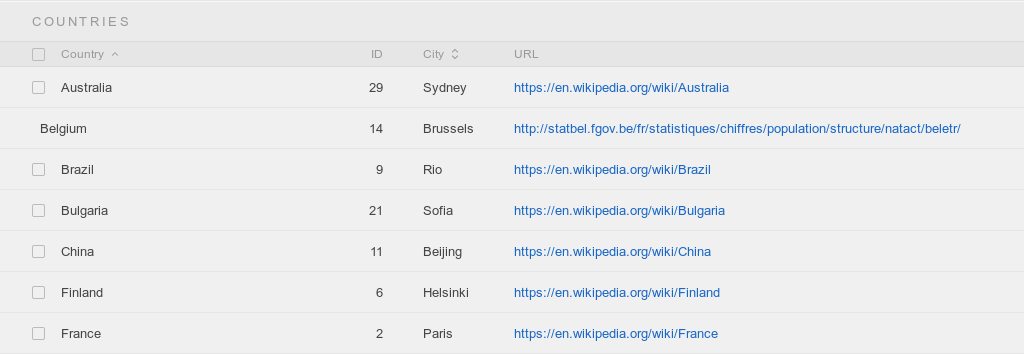 COUNTRIES
Country ID City URL
Australia 29 Sydney https://en.wikipedia.org/wiki/Australia
Belgium 14 Brussels http://statbel.fgov.be/fr/statistiques/chiffres/population/structure/natact/beletr/
Brazil 9 Rio https://en.wikipedia.org/wiki/Brazil
Bulgaria 21 Sofia https://en.wikipedia.org/wiki/Bulgaria
China 11 Beijing https://en.wikipedia.org/wiki/China
Finland 6 Helsinki https://en.wikipedia.org/wiki/Finland
France 2 Paris https://en.wikipedia.org/wiki/France